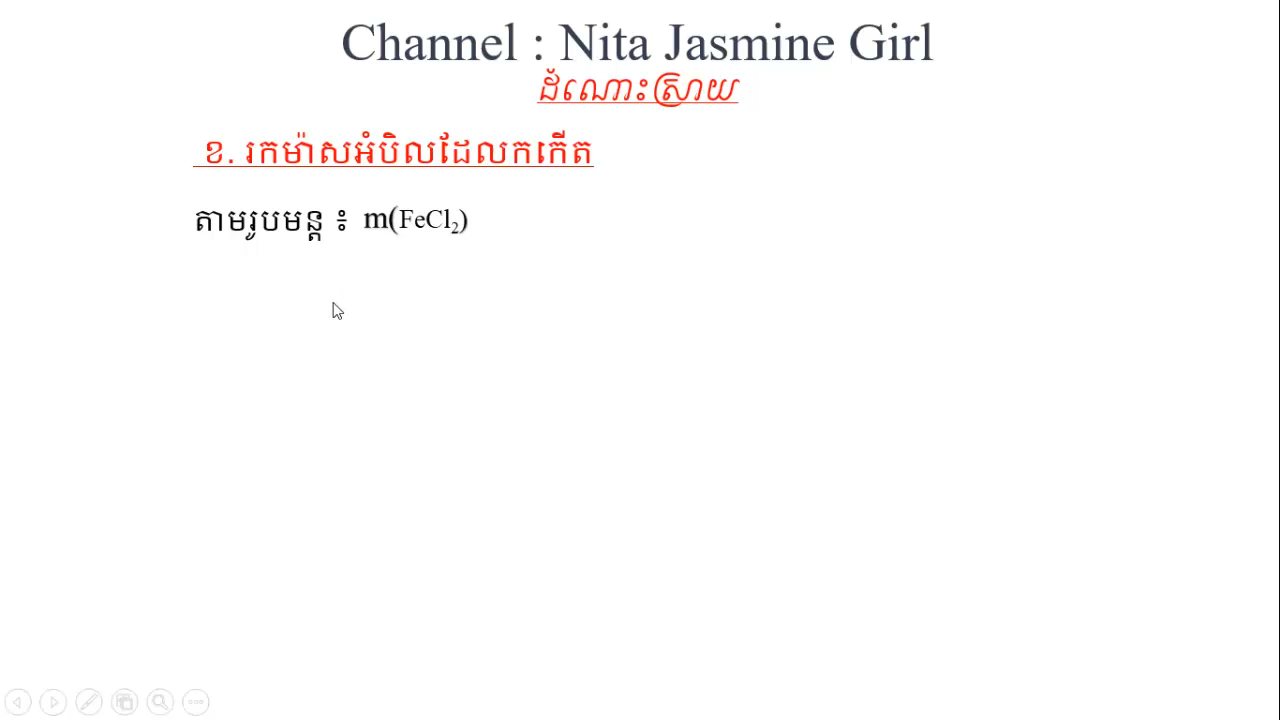 Channel : Nita Jasmine Girl
ដំណោះស្រាយ
ខ. រកម៉ាសអំបិលដែលកកើត
តាមរូបមន្ត ៖ m(FeCl₂)